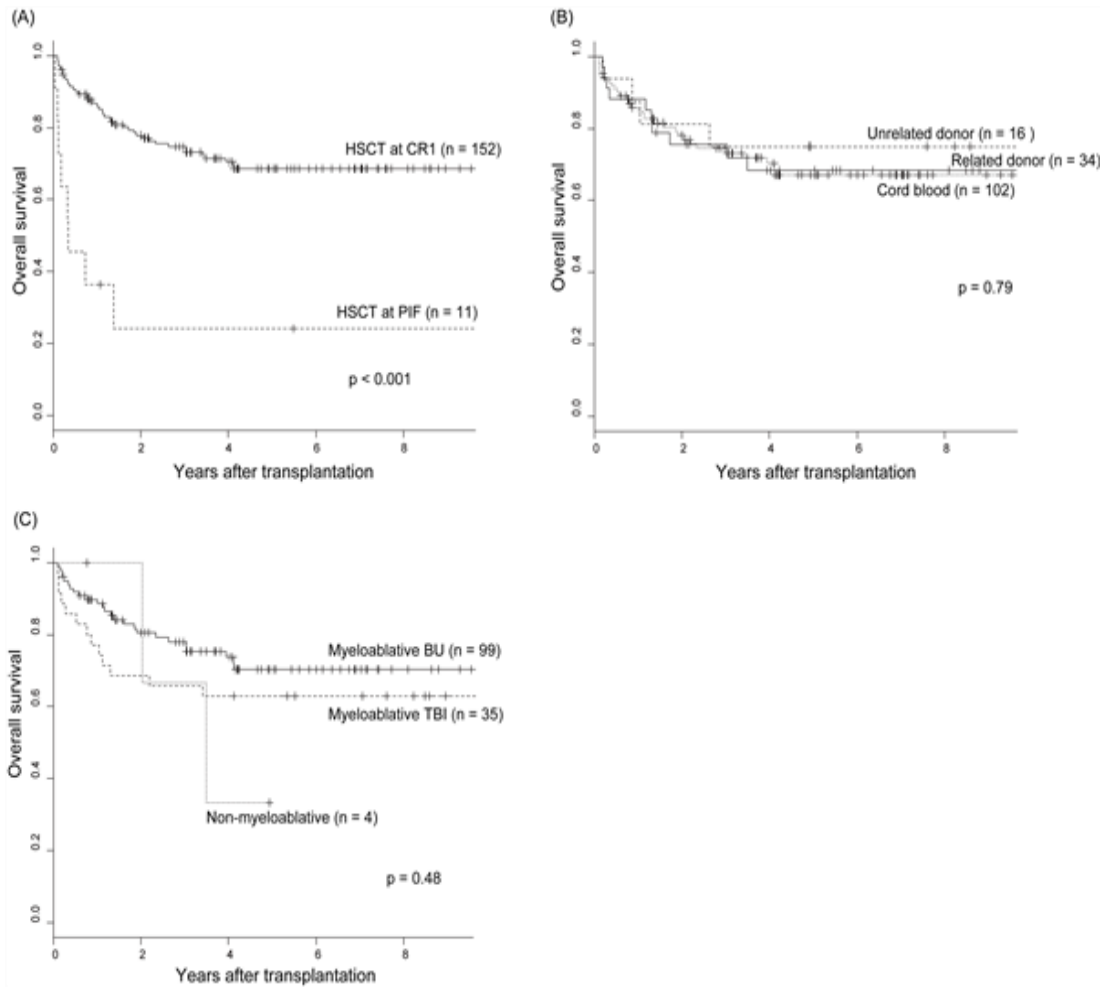 (A)
Overall survival
1.0
0.8
0.6
0.4
0.2
0.0
HSCT at CR1 (n = 152)
HSCT at PIF (n = 11)
p < 0.001
0 2 4 6 8
Years after transplantation
(B)
Overall survival
1.0
0.8
0.6
0.4
0.2
0.0
Unrelated donor (n = 16 )
Related donor (n = 34)
Cord blood (n = 102)
p = 0.79
0 2 4 6 8
Years after transplantation
(C)
Overall survival
1.0
0.8
0.6
0.4
0.2
0.0
Myeloablative BU (n = 99)
Myeloablative TBI (n = 35)
Non-myeloablative (n = 4)
p = 0.48
0 2 4 6 8
Years after transplantation